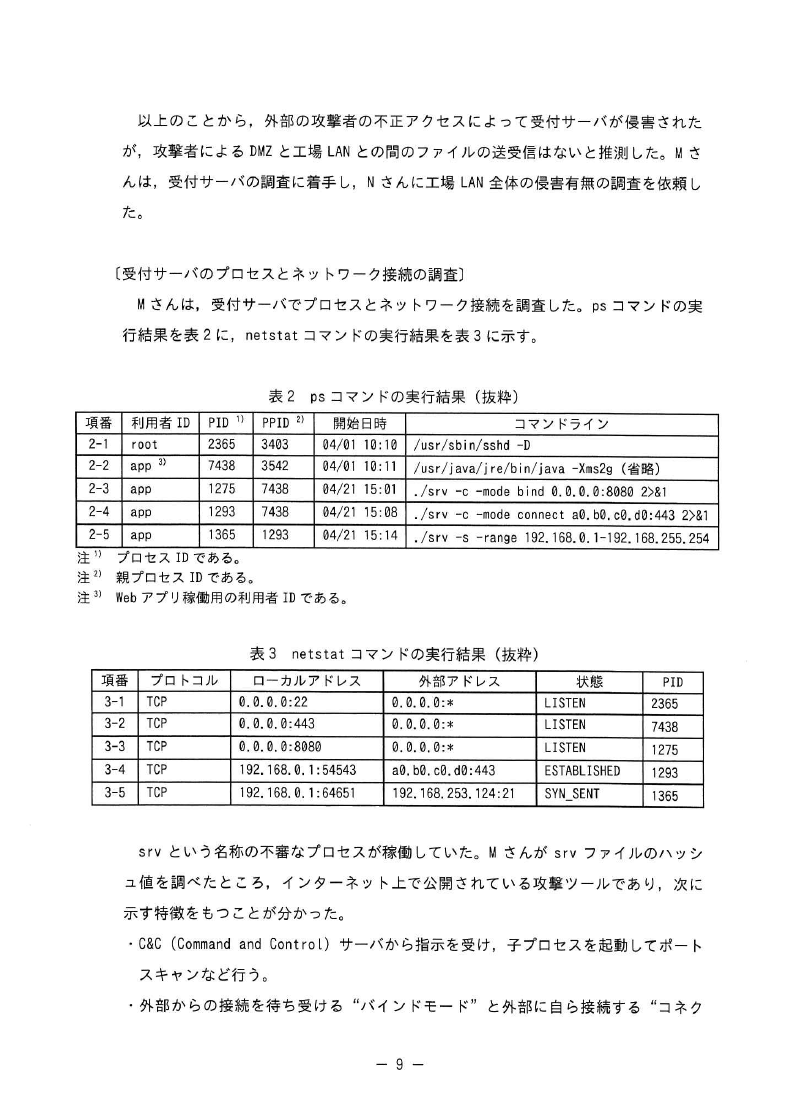 以上のことから，外部の攻撃者の不正アクセスによって受付サーバが侵害された
が，攻撃者による DMZ と工場 LAN との間のファイルの送受信はないと推測した。M さ
んは，受付サーバの調査に着手し，N さんに工場 LAN 全体の侵害有無の調査を依頼し
た。
〔受付サーバのプロセスとネットワーク接続の調査〕
M さんは，受付サーバでプロセスとネットワーク接続を調査した。ps コマンドの実
行結果を表 2 に，netstat コマンドの実行結果を表 3 に示す。
表 2　ps コマンドの実行結果（抜粋）
項番 利用者 ID PID 1) PPID 2) 開始日時 コマンドライン
2-1 root 2365 3403 04/01 10:10 /usr/sbin/sshd -D
2-2 app 3) 7438 3542 04/01 10:11 /usr/java/jre/bin/java -Xms2g（省略）
2-3 app 1275 7438 04/21 15:01 ./srv -c -mode bind 0.0.0.0:8080 2>&1
2-4 app 1293 7438 04/21 15:08 ./srv -c -mode connect a0.b0.c0.d0:443 2>&1
2-5 app 1365 1293 04/21 15:14 ./srv -s -range 192.168.0.1-192.168.255.254
注 1)　プロセス ID である。
注 2)　親プロセス ID である。
注 3)　Web アプリ稼働用の利用者 ID である。
表 3　netstat コマンドの実行結果（抜粋）
項番 プロトコル ローカルアドレス 外部アドレス 状態 PID
3-1 TCP 0.0.0.0:22 0.0.0.0:* LISTEN 2365
3-2 TCP 0.0.0.0:443 0.0.0.0:* LISTEN 7438
3-3 TCP 0.0.0.0:8080 0.0.0.0:* LISTEN 1275
3-4 TCP 192.168.0.1:54543 a0.b0.c0.d0:443 ESTABLISHED 1293
3-5 TCP 192.168.0.1:64651 192.168.253.124:21 SYN_SENT 1365
srv という名称の不審なプロセスが稼働していた。M さんが srv ファイルのハッシ
ュ値を調べたところ，インターネット上で公開されている攻撃ツールであり，次に
示す特徴をもつことが分かった。
・C&C（Command and Control）サーバから指示を受け，子プロセスを起動してポート
スキャンなど行う。
・外部からの接続を待ち受ける“バインドモード”と外部に自ら接続する“コネク
－ 9 －